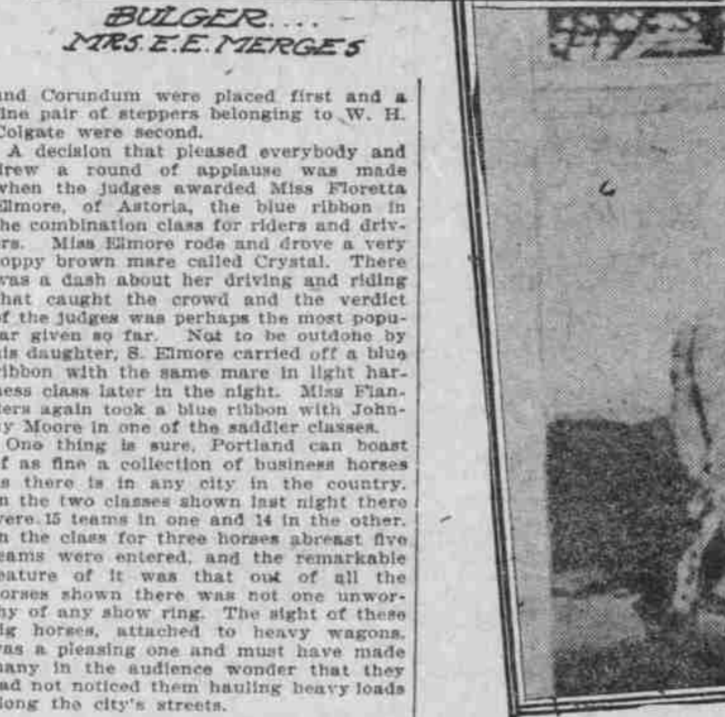 BULGER....
MRS. E. E. MERGES
and Corundum were placed first and a
fine pair of steppers belonging to W. H.
Colgate were second.
A decision that pleased everybody and
drew a round of applause was made
when the judges awarded Miss Floretta
Elmore, of Astoria, the blue ribbon in
the combination class for riders and driv-
ers. Miss Elmore rode and drove a very
oppy brown mare called Crystal. There
was a dash about her driving and riding
that caught the crowd and the verdict
of the judges was perhaps the most popu-
lar given so far. Not to be outdone by
his daughter, S. Elmore carried off a blue
ribbon with the same mare in light har-
ness class later in the night. Miss Flan-
ders again took a blue ribbon with John-
ny Moore in one of the saddler classes.
One thing is sure, Portland can boast
of as fine a collection of business horses
as there is in any city in the country.
In the two classes shown last night there
were 15 teams in one and 14 in the other.
In the class for three horses abreast five
teams were entered, and the remarkable
feature of it was that out of all the
horses shown there was not one unwor-
thy of any show ring. The sight of these
big horses, attached to heavy wagons,
was a pleasing one and must have made
many in the audience wonder that they
had not noticed them hauling heavy loads
along the city's streets.